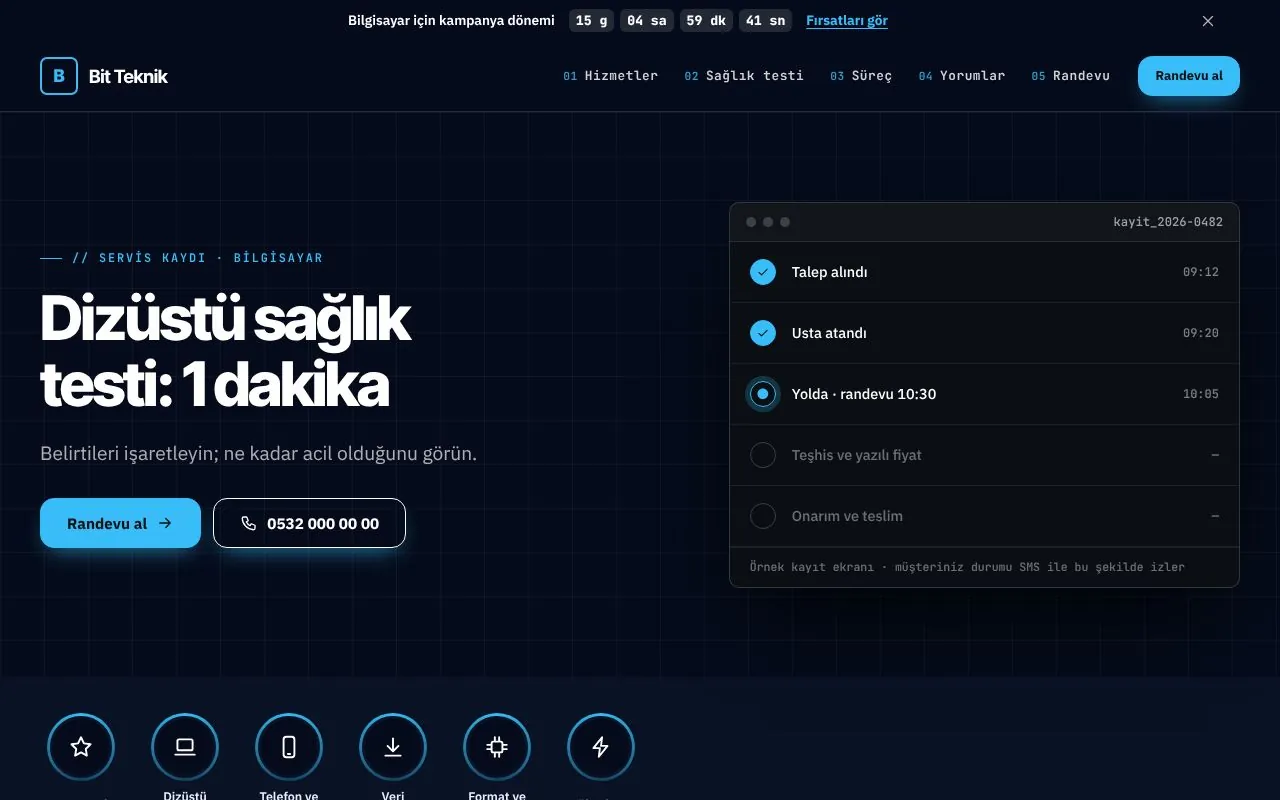 Bilgisayar için kampanya dönemi 15 g 04 sa 59 dk 41 sn Fırsatları gör
B Bit Teknik
01 Hizmetler 02 Sağlık testi 03 Süreç 04 Yorumlar 05 Randevu Randevu al
// SERVİS KAYDI · BİLGİSAYAR
Dizüstü sağlık
testi: 1 dakika
Belirtileri işaretleyin; ne kadar acil olduğunu görün.
Randevu al
0532 000 00 00
kayit_2026-0482
Talep alındı 09:12
Usta atandı 09:20
Yolda · randevu 10:30 10:05
Teşhis ve yazılı fiyat –
Onarım ve teslim –
Örnek kayıt ekranı · müşteriniz durumu SMS ile bu şekilde izler
Dizüstü
Telefon ve
Veri
Format ve